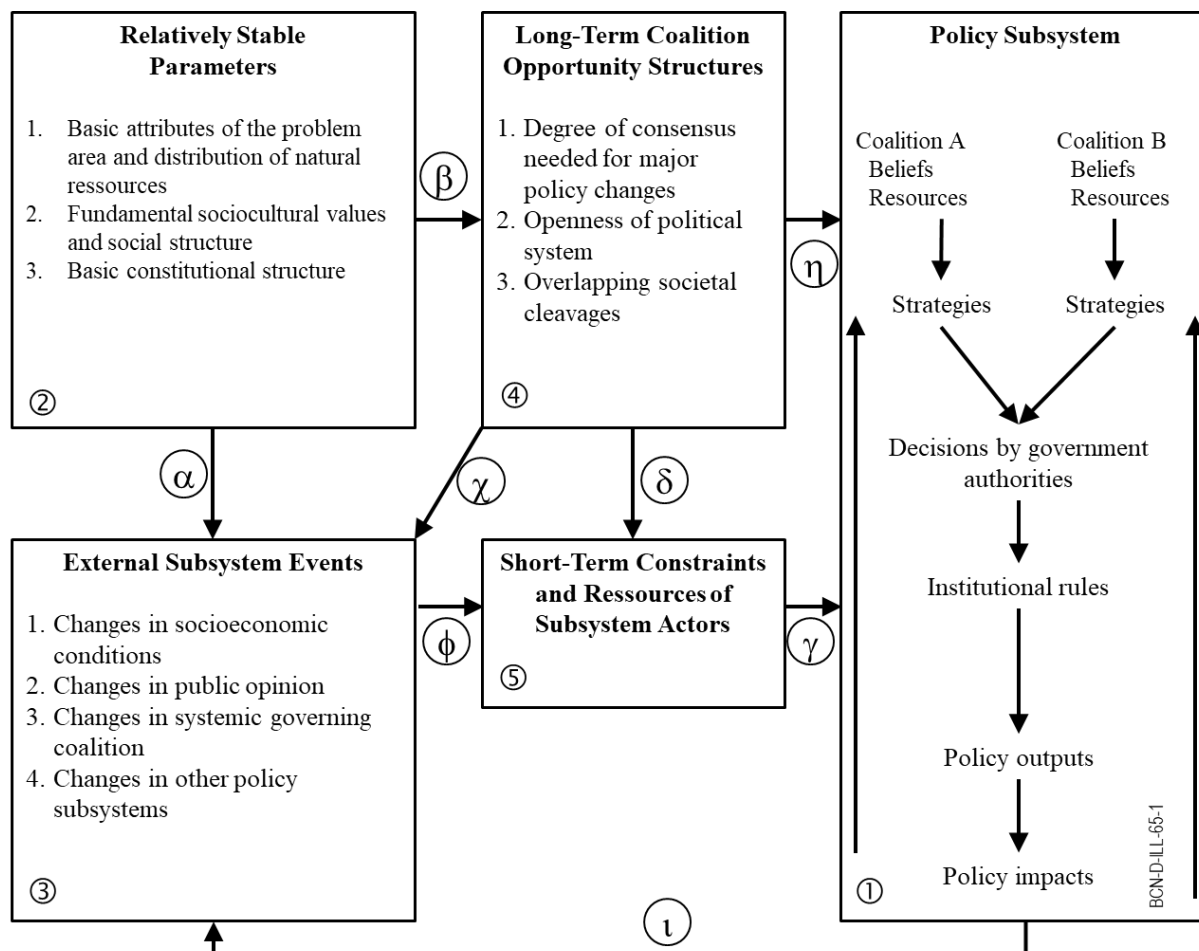 Relatively Stable
Parameters
1. Basic attributes of the problem
area and distribution of natural
ressources
2. Fundamental sociocultural values
and social structure
3. Basic constitutional structure
②
β
Long-Term Coalition
Opportunity Structures
1. Degree of consensus
needed for major
policy changes
2. Openness of political
system
3. Overlapping societal
cleavages
④
η
α
χ
δ
External Subsystem Events
1. Changes in socioeconomic
conditions
2. Changes in public opinion
3. Changes in systemic governing
coalition
4. Changes in other policy
subsystems
③
ϕ
Short-Term Constraints
and Ressources of
Subsystem Actors
⑤
γ
Policy Subsystem
Coalition A
Beliefs
Resources
Coalition B
Beliefs
Resources
Strategies
Strategies
Decisions by government
authorities
Institutional rules
Policy outputs
Policy impacts
①
BCN-D-ILL-65-1
ι